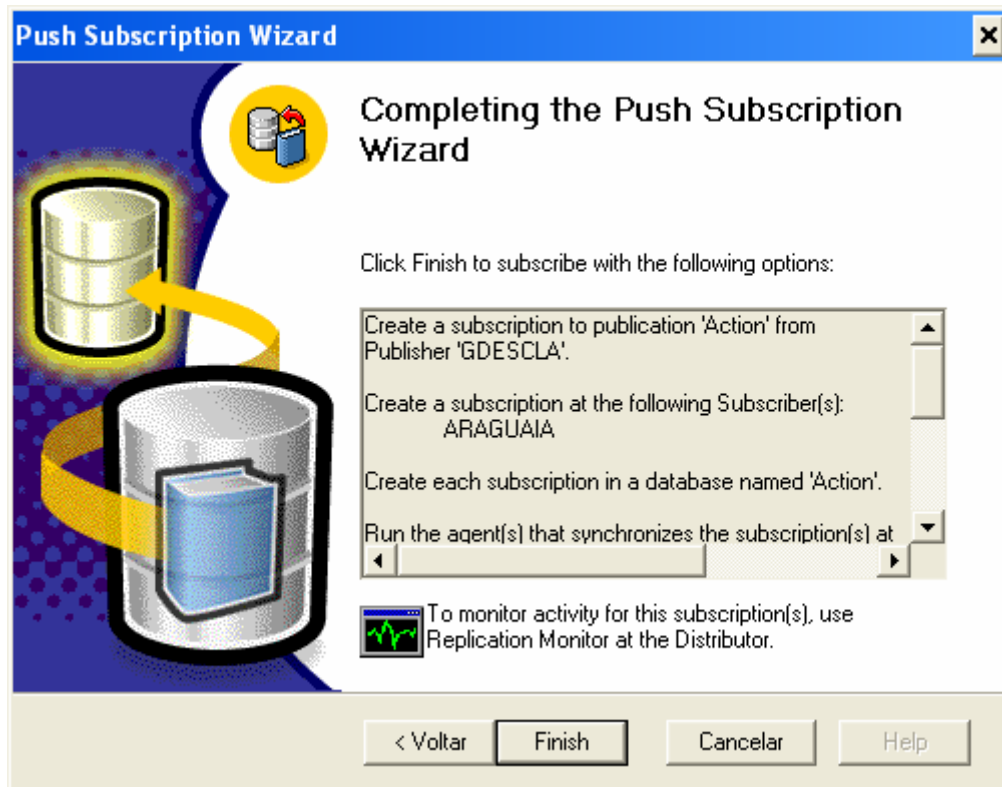 Push Subscription Wizard
Completing the Push Subscription
Wizard
Click Finish to subscribe with the following options:
Create a subscription to publication 'Action' from
Publisher 'GDESCLA'.
Create a subscription at the following Subscriber(s):
ARAGUAIA
Create each subscription in a database named 'Action'.
Run the agent(s) that synchronizes the subscription(s) at
To monitor activity for this subscription(s), use
Replication Monitor at the Distributor.
< Voltar
Finish
Cancelar
Help